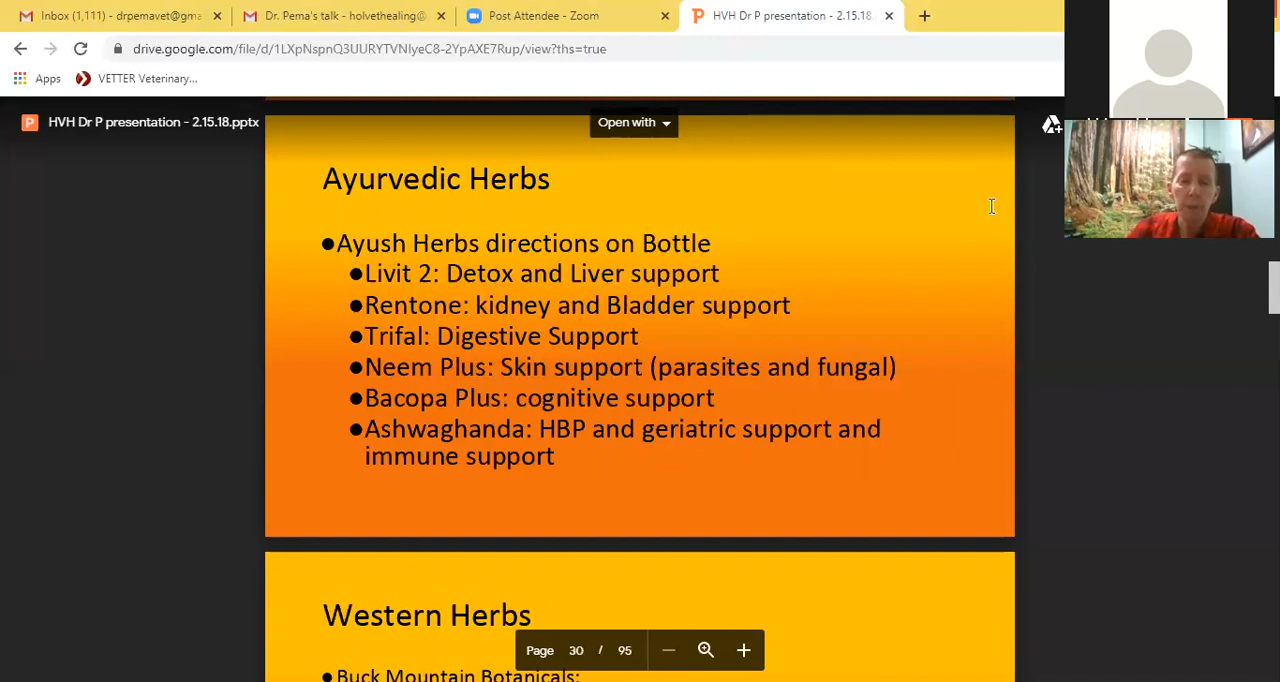 Inbox (1,111) - drpemavet@gma
Dr. Pema's talk - holvethealing@
Post Attendee - Zoom
HVH Dr P presentation - 2.15.18.
drive.google.com/file/d/1LXpNspnQ3UURYTVNIyeC8-2YpAXE7Rup/view?ths=true
Apps
VETTER Veterinary...
HVH Dr P presentation - 2.15.18.pptx
Open with
Ayurvedic Herbs
●Ayush Herbs directions on Bottle
●Livit 2: Detox and Liver support
●Rentone: kidney and Bladder support
●Trifal: Digestive Support
●Neem Plus: Skin support (parasites and fungal)
●Bacopa Plus: cognitive support
●Ashwaghanda: HBP and geriatric support and
immune support
Western Herbs
●Buck Mountain Botanicals:
Page 30 / 95